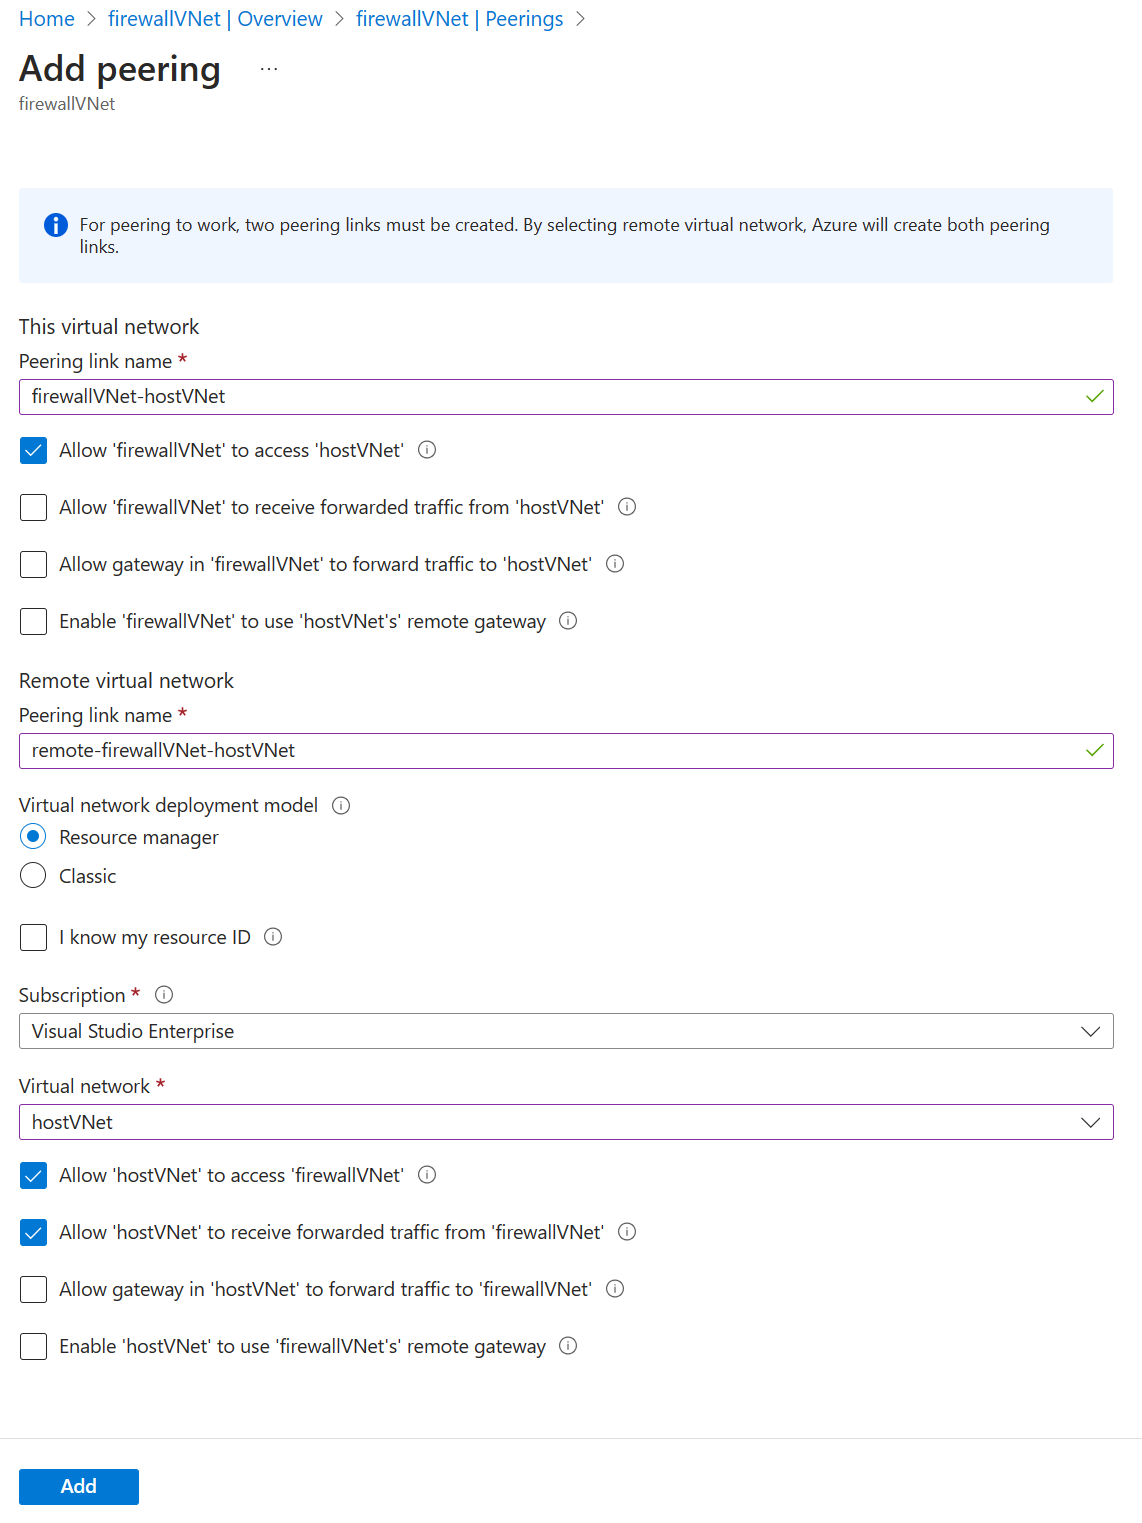 Home > firewallVNet | Overview > firewallVNet | Peerings >
Add peering ...
firewallVNet
For peering to work, two peering links must be created. By selecting remote virtual network, Azure will create both peering
links.
This virtual network
Peering link name *
firewallVNet-hostVNet
Allow 'firewallVNet' to access 'hostVNet'
Allow 'firewallVNet' to receive forwarded traffic from 'hostVNet'
Allow gateway in 'firewallVNet' to forward traffic to 'hostVNet'
Enable 'firewallVNet' to use 'hostVNet's' remote gateway
Remote virtual network
Peering link name *
remote-firewallVNet-hostVNet
Virtual network deployment model
Resource manager
Classic
I know my resource ID
Subscription *
Visual Studio Enterprise
Virtual network *
hostVNet
Allow 'hostVNet' to access 'firewallVNet'
Allow 'hostVNet' to receive forwarded traffic from 'firewallVNet'
Allow gateway in 'hostVNet' to forward traffic to 'firewallVNet'
Enable 'hostVNet' to use 'firewallVNet's' remote gateway
Add